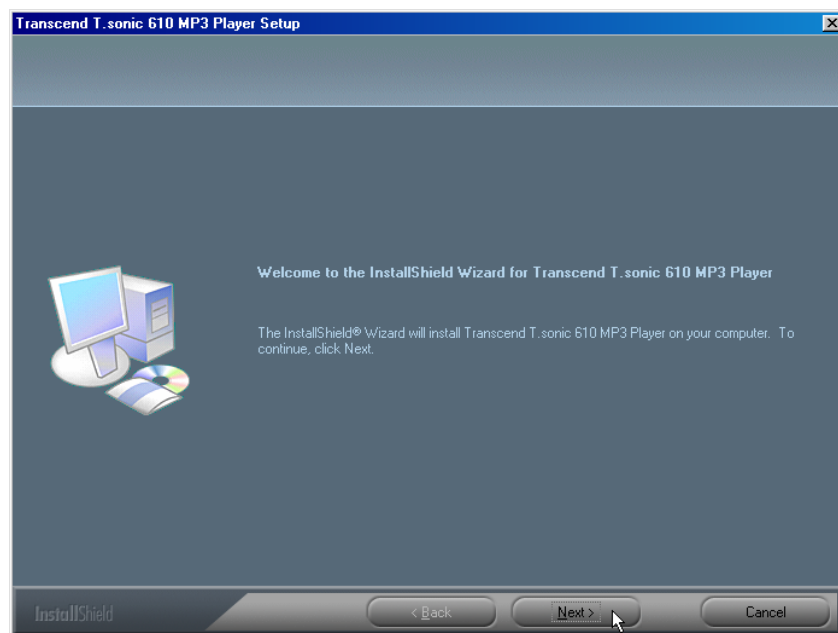 Transcend T.sonic 610 MP3 Player Setup
Welcome to the InstallShield Wizard for Transcend T.sonic 610 MP3 Player
The InstallShield® Wizard will install Transcend T.sonic 610 MP3 Player on your computer. To
continue, click Next.
InstallShield
< Back
Next >
Cancel